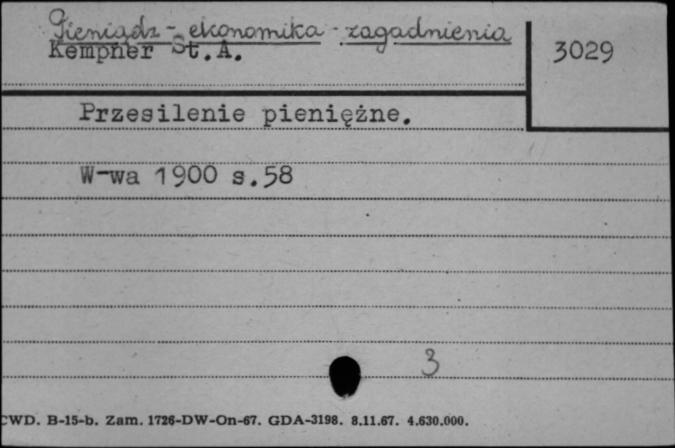 Pieniądz - ekonomika - zagadnienia
Kempner St.A.
3029
Przesilenie pieniężne.
W-wa 1900 s.58
3
CWD. B-15-b. Zam. 1726-DW-On-67. GDA-3198. 8.11.67. 4.630.000.